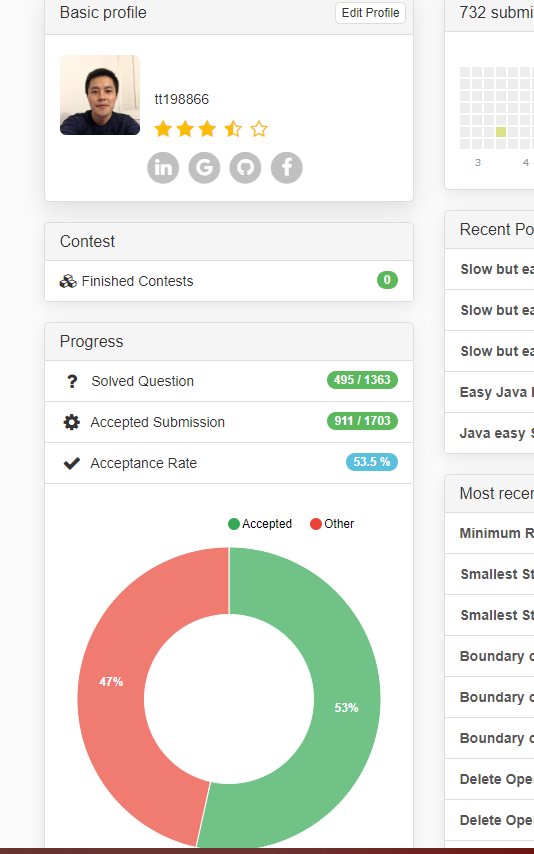 Basic profile
Edit Profile
tt198866
in G f
Contest
Finished Contests 0
Progress
? Solved Question 495 / 1363
Accepted Submission 911 / 1703
Acceptance Rate 53.5 %
Accepted Other
47%
53%
732 submi
3 4
Recent Po
Slow but ea
Slow but ea
Slow but ea
Easy Java
Java easy S
Most recen
Minimum R
Smallest St
Smallest St
Boundary o
Boundary o
Boundary o
Delete Ope
Delete Ope